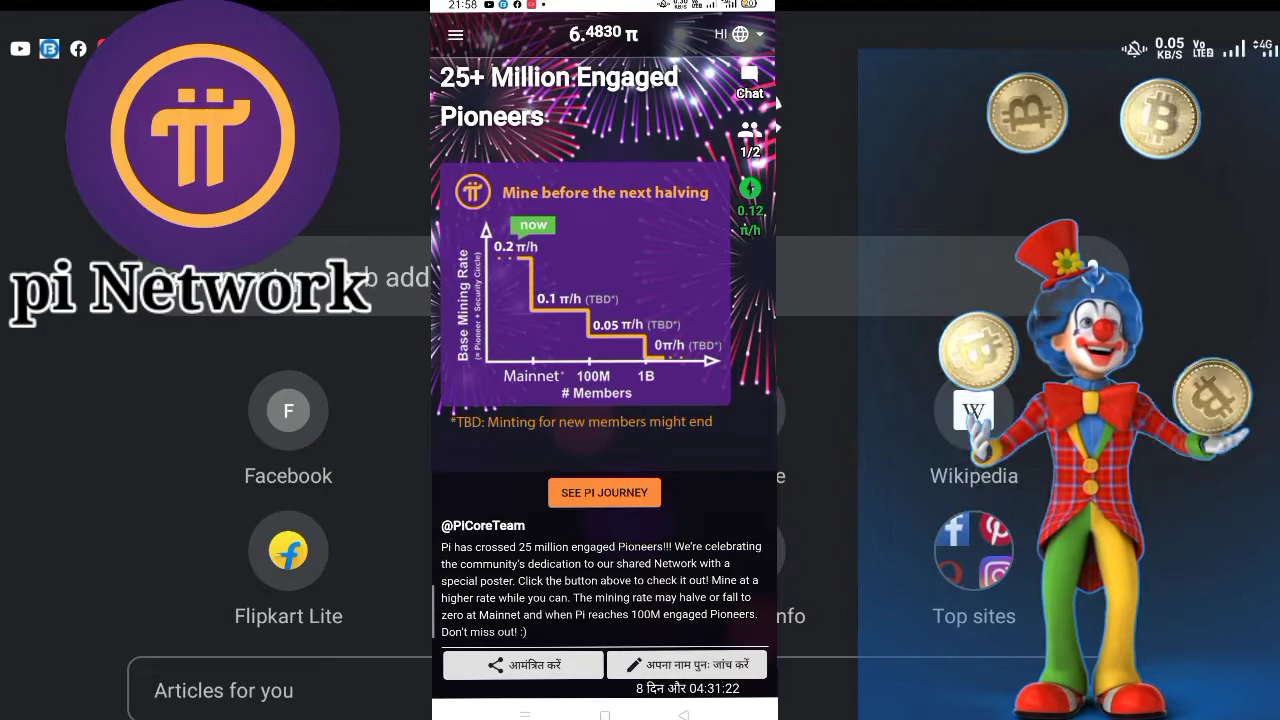 21:58
6.4830 π
HI
25+ Million Engaged
Pioneers
Chat
1/2
0.12
π/h
Mine before the next halving
now
0.2 π/h
0.1 π/h (TBD*)
0.05 π/h (TBD*)
0π/h (TBD*)
Base Mining Rate
(= Pioneer + Security Circle)
Mainnet* 100M 1B
# Members
*TBD: Minting for new members might end
SEE PI JOURNEY
@PiCoreTeam
Pi has crossed 25 million engaged Pioneers!!! We're celebrating
the community's dedication to our shared Network with a
special poster. Click the button above to check it out! Mine at a
higher rate while you can. The mining rate may halve or fall to
zero at Mainnet and when Pi reaches 100M engaged Pioneers.
Don't miss out! :)
आमंत्रित करें
अपना नाम पुनः जांच करें
8 दिन और 04:31:22
pi Network
0.05
KB/S
Vo
LTE2
4G
F
Facebook
Flipkart Lite
W
Wikipedia
Top sites
Articles for you